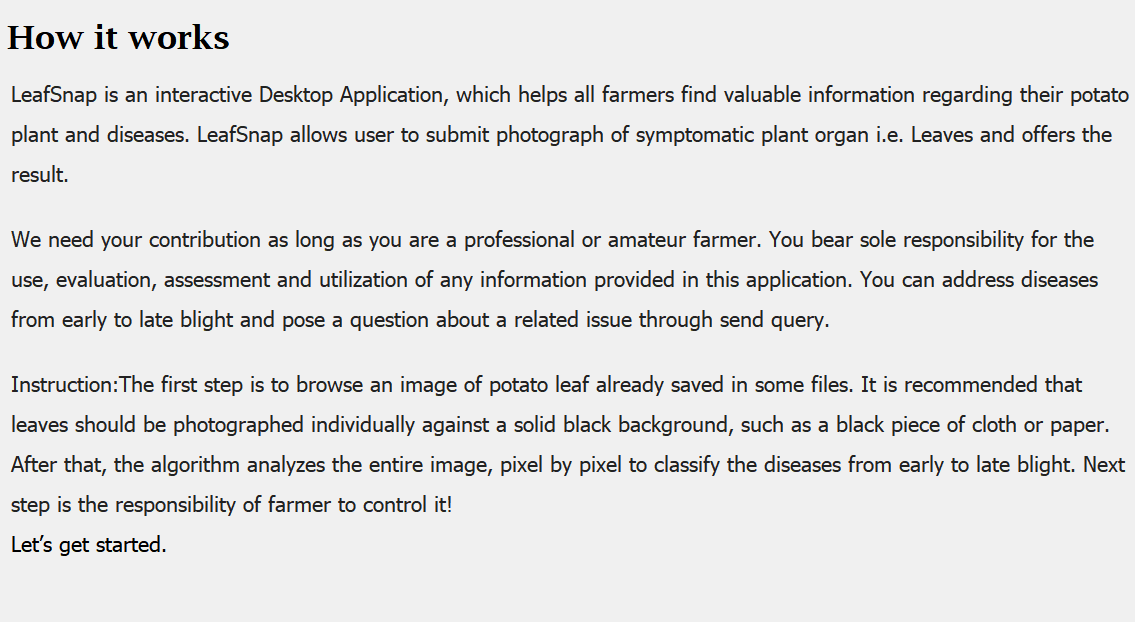 How it works
LeafSnap is an interactive Desktop Application, which helps all farmers find valuable information regarding their potato
plant and diseases. LeafSnap allows user to submit photograph of symptomatic plant organ i.e. Leaves and offers the
result.
We need your contribution as long as you are a professional or amateur farmer. You bear sole responsibility for the
use, evaluation, assessment and utilization of any information provided in this application. You can address diseases
from early to late blight and pose a question about a related issue through send query.
Instruction:The first step is to browse an image of potato leaf already saved in some files. It is recommended that
leaves should be photographed individually against a solid black background, such as a black piece of cloth or paper.
After that, the algorithm analyzes the entire image, pixel by pixel to classify the diseases from early to late blight. Next
step is the responsibility of farmer to control it!
Let’s get started.